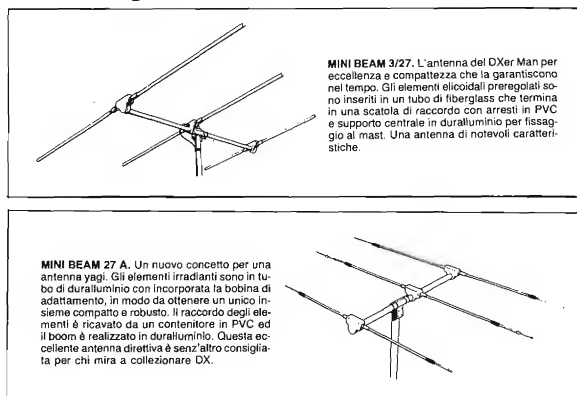 MINI BEAM 3/27. L'antenna del DXer Man per
eccellenza e compattezza che la garantiscono
nel tempo. Gli elementi elicoidali preregolati so-
no inseriti in un tubo di fiberglass che termina
in una scatola di raccordo con arresti in PVC
e supporto centrale in duralluminio per fissag-
gio al mast. Una antenna di notevoli caratteri-
stiche.
MINI BEAM 27 A. Un nuovo concetto per una
antenna yagi. Gli elementi irradianti sono in tu-
bo di duralluminio con incorporata la bobina di
adattamento, in modo da ottenere un unico in-
sieme compatto e robusto. Il raccordo degli ele-
menti è ricavato da un contenitore in PVC ed
il boom è realizzato in duralluminio. Questa ec-
cellente antenna direttiva è senz'altro consiglia-
ta per chi mira a collezionare DX.